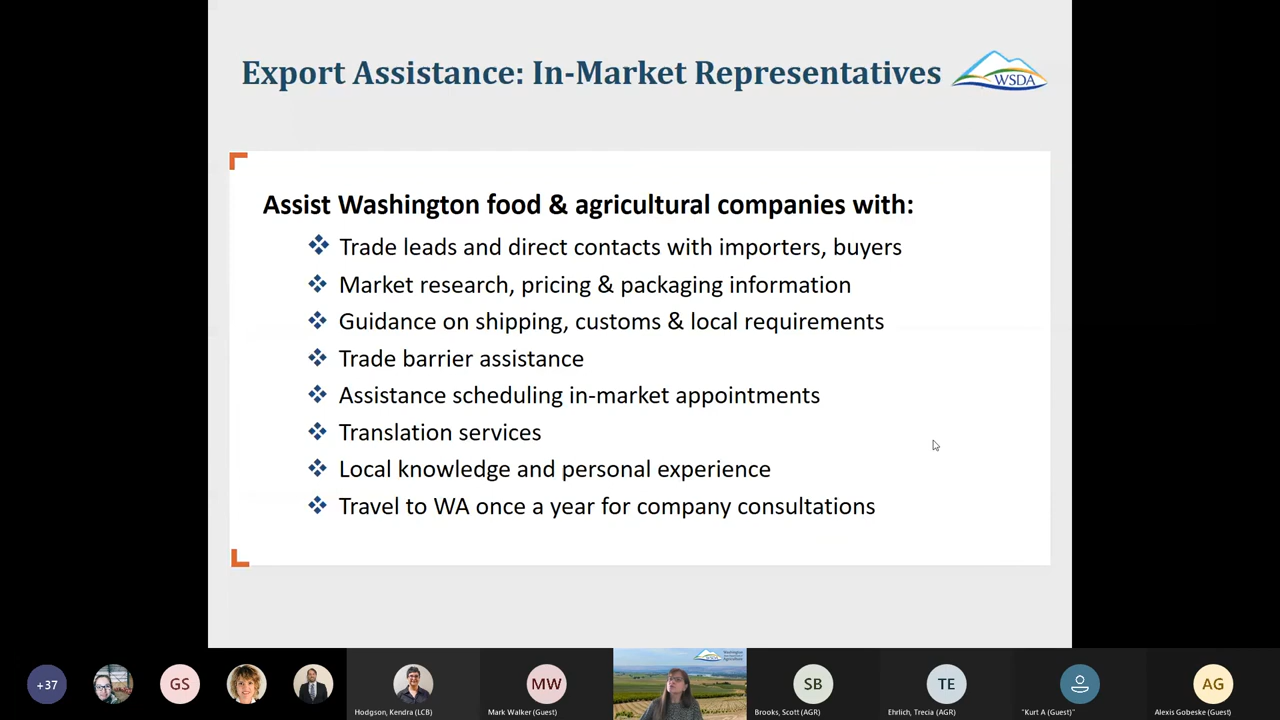 Export Assistance: In-Market Representatives
WSDA
Assist Washington food & agricultural companies with:
Trade leads and direct contacts with importers, buyers
Market research, pricing & packaging information
Guidance on shipping, customs & local requirements
Trade barrier assistance
Assistance scheduling in-market appointments
Translation services
Local knowledge and personal experience
Travel to WA once a year for company consultations
+37
GS
MW
WSDA
SB
TE
AG
Hodgson, Kendra (LCB)
Mark Walker (Guest)
Brooks, Scott (AGR)
Ehrlich, Trecia (AGR)
"Kurt A (Guest)"
Alexis Gobeske (Guest)